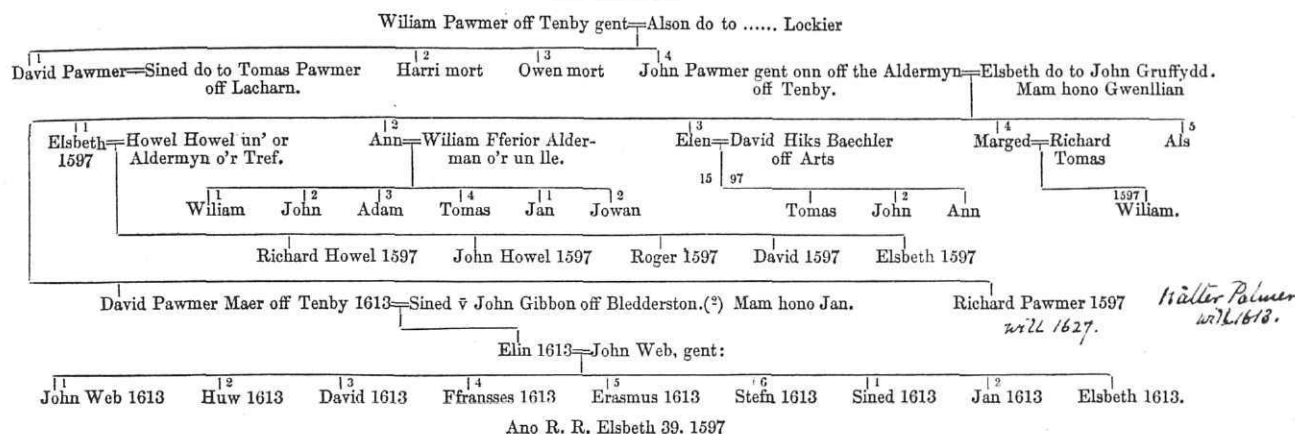 Wiliam Pawmer off Tenby gent=Alson do to ...... Lockier
1 2 3 4
David Pawmer=Sined do to Tomas Pawmer off Lacharn. Harri mort Owen mort John Pawmer gent onn off the Aldermyn off Tenby.=Elsbeth do to John Gruffydd. Mam hono Gwenllian
1 2 3 4 5
Elsbeth=Howel Howel un' or Ann=Wiliam Fferior Alder- Elen=David Hiks Baechler Marged=Richard Als
1597 Aldermyn o'r Tref. man o'r un lle. off Arts Tomas
15 97
1 2 3 4 1 2 2 1597
Wiliam John Adam Tomas Jan Jowan Tomas John Ann Wiliam.
Richard Howel 1597 John Howel 1597 Roger 1597 David 1597 Elsbeth 1597
David Pawmer Maer off Tenby 1613=Sined ṽ John Gibbon off Bledderston.(²) Mam hono Jan. Richard Pawmer 1597 Walter Palmer
will 1627. will 1613.
Elin 1613=John Web, gent:
1 2 3 4 5 6 1 2
John Web 1613 Huw 1613 David 1613 Ffransses 1613 Erasmus 1613 Stefn 1613 Sined 1613 Jan 1613 Elsbeth 1613.
Ano R. R. Elsbeth 39. 1597